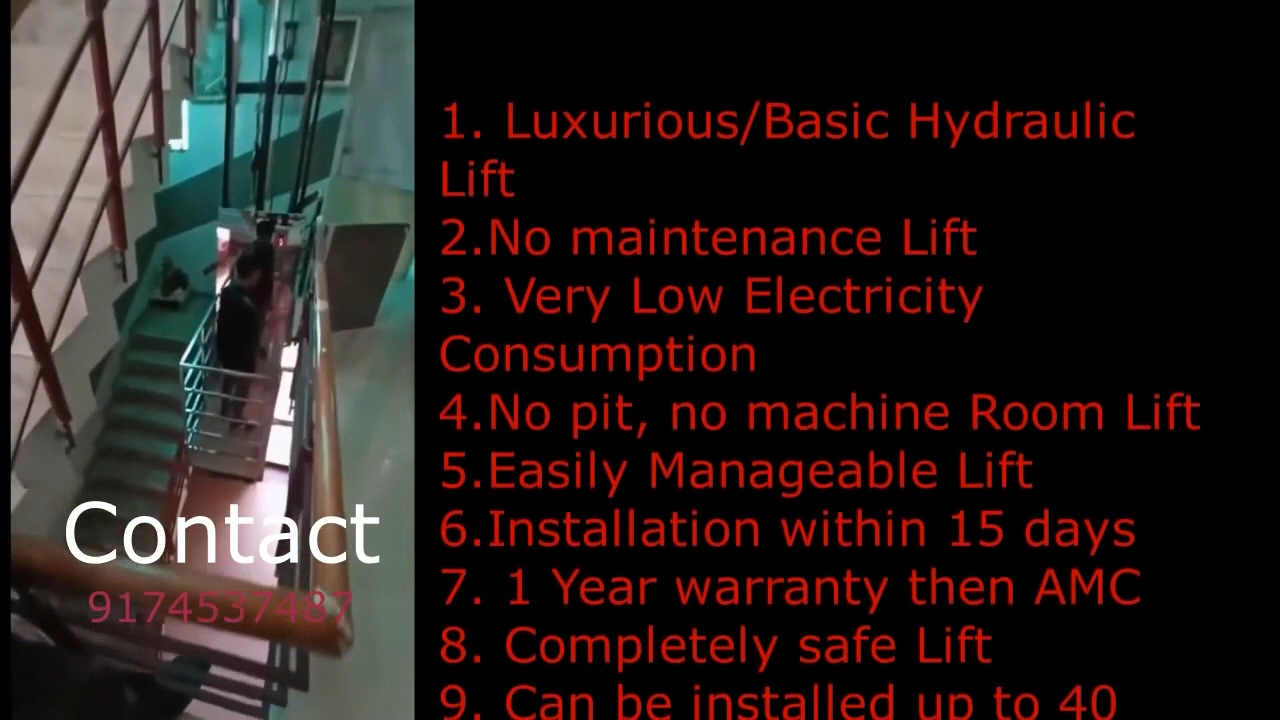 1. Luxurious/Basic Hydraulic
Lift
2.No maintenance Lift
3. Very Low Electricity
Consumption
4.No pit, no machine Room Lift
5.Easily Manageable Lift
6.Installation within 15 days
7. 1 Year warranty then AMC
8. Completely safe Lift
9. Can be installed up to 40
Contact
9174537487